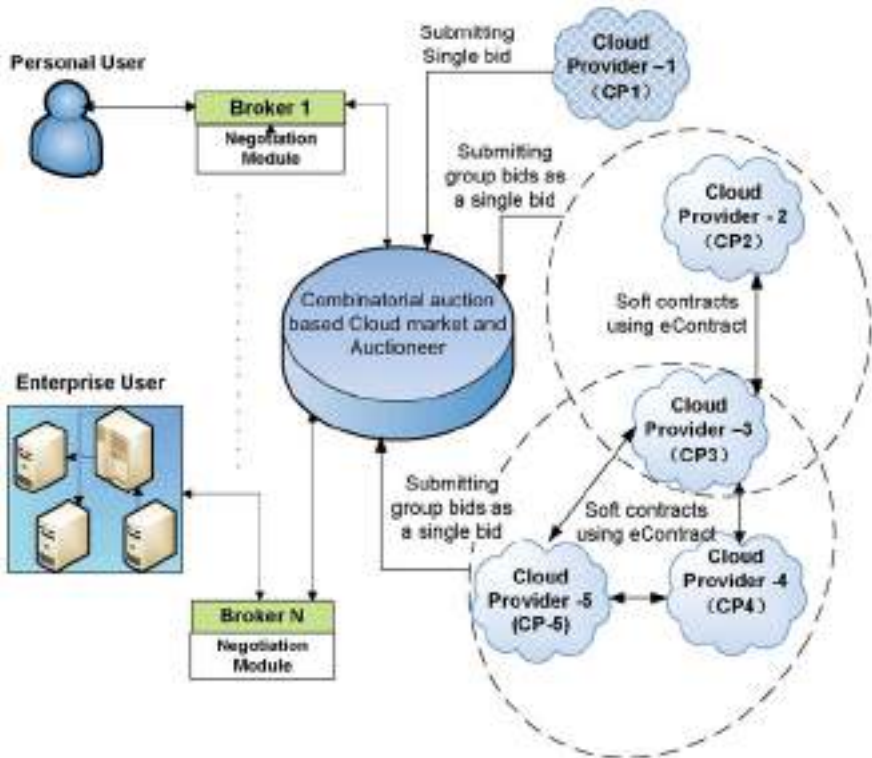 Personal User
Broker 1
Negotiation
Module
Submitting
Single bid
Cloud
Provider -1
(CP1)
Submitting
group bids as
a single bid
Cloud
Provider - 2
(CP2)
Combinatorial auction
based Cloud market and
Auctioneer
Soft contracts
using eContract
Enterprise User
Cloud
Provider -3
(CP3)
Submitting
group bids as
a single bid
Soft contracts
using eContract
Cloud
Provider -4
(CP4)
Cloud
Provider -5
(CP-5)
Broker N
Negotiation
Module